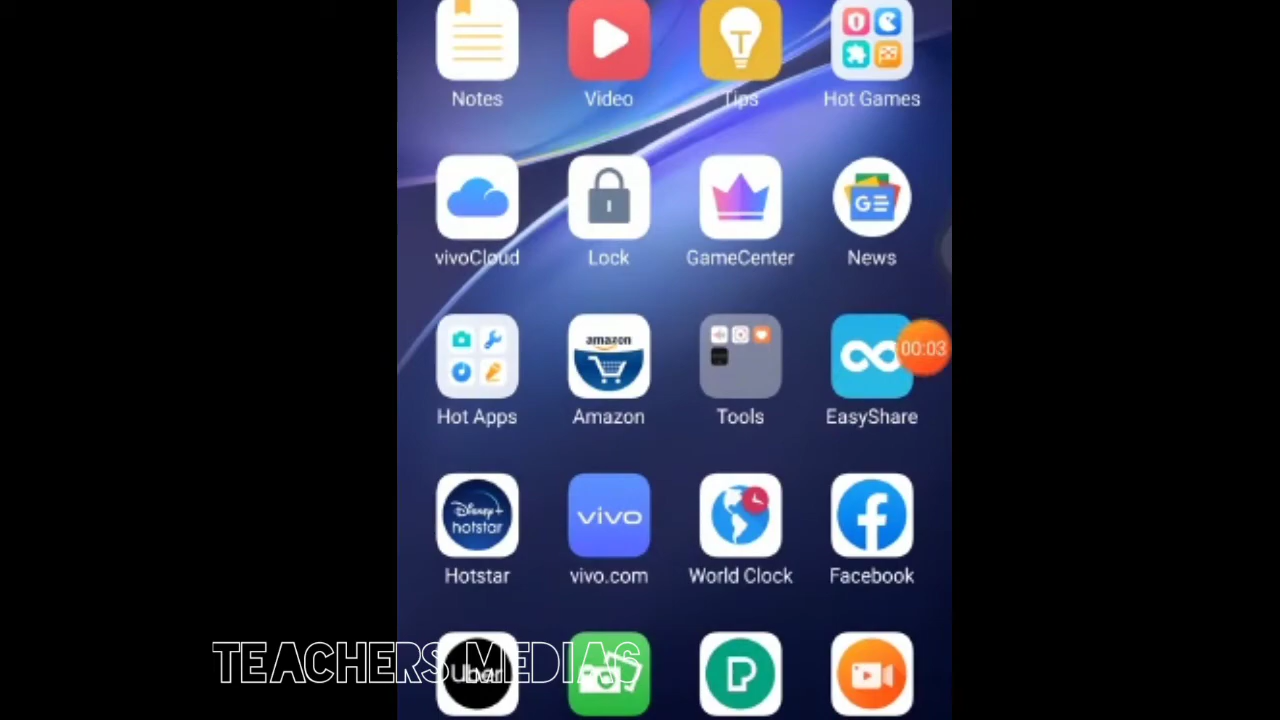 Notes Video Tips Hot Games
vivoCloud Lock GameCenter News
amazon
00:03
Hot Apps Amazon Tools EasyShare
Disney+
hotstar
vivo
Hotstar vivo.com World Clock Facebook
Uber
TEACHERS MEDIAS